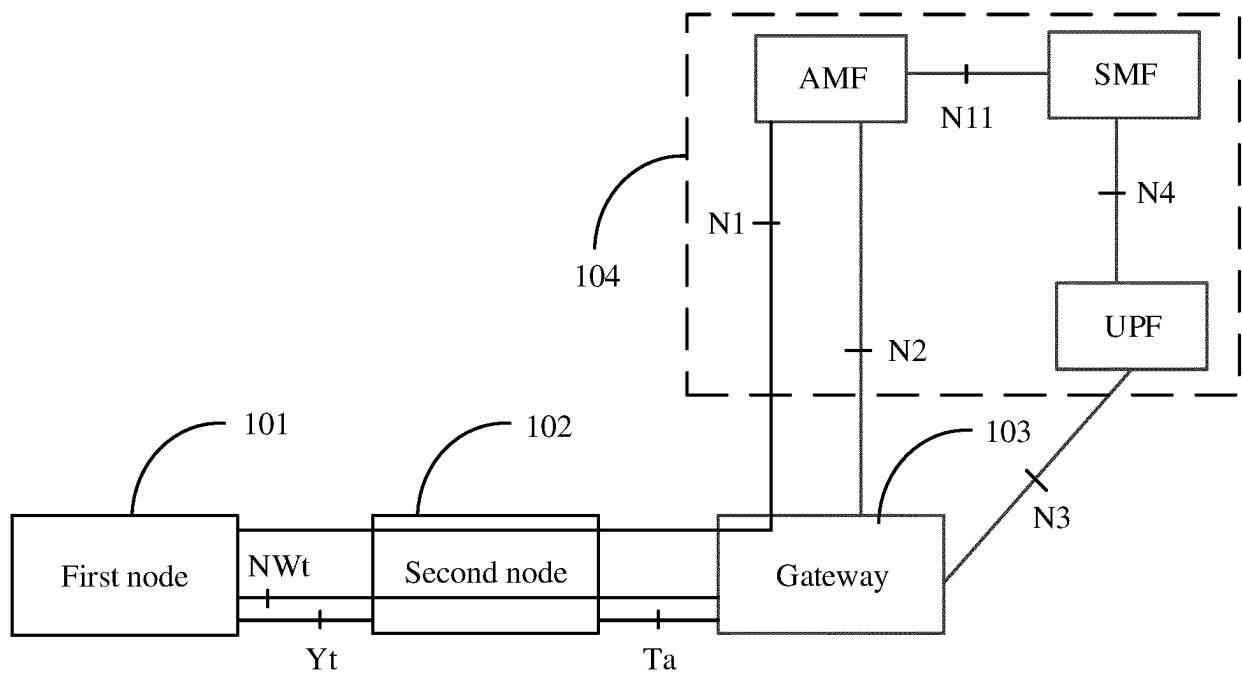 AMF
SMF
N11
N1
N4
104
N2
UPF
101
102
103
N3
First node
NWt
Second node
Gateway
Yt
Ta